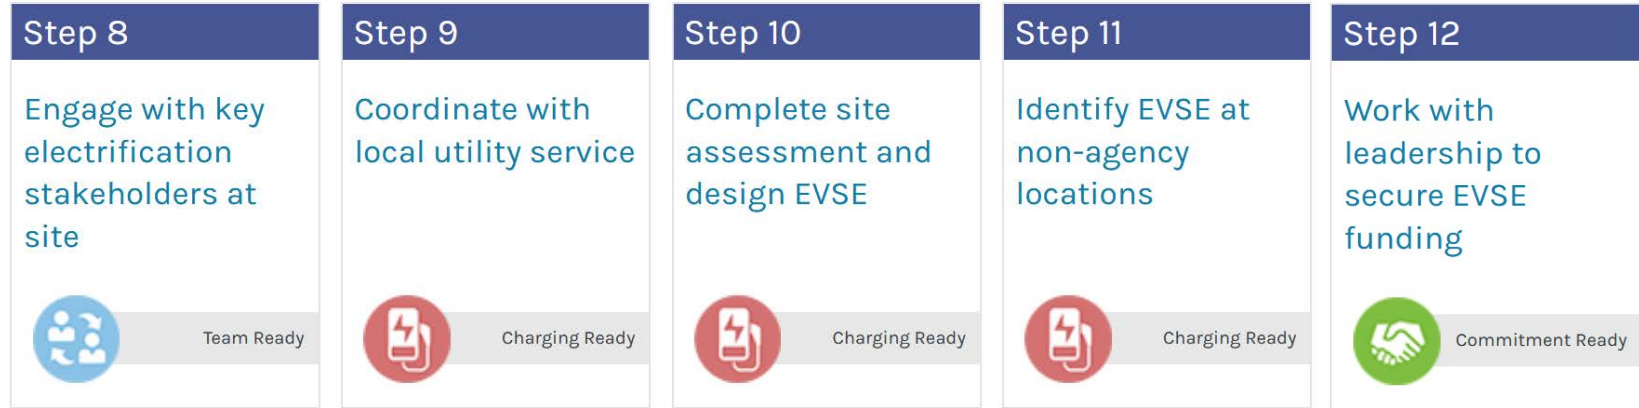 Step 8
Engage with key
electrification
stakeholders at
site
Team Ready
Step 9
Coordinate with
local utility service
Charging Ready
Step 10
Complete site
assessment and
design EVSE
Charging Ready
Step 11
Identify EVSE at
non-agency
locations
Charging Ready
Step 12
Work with
leadership to
secure EVSE
funding
Commitment Ready